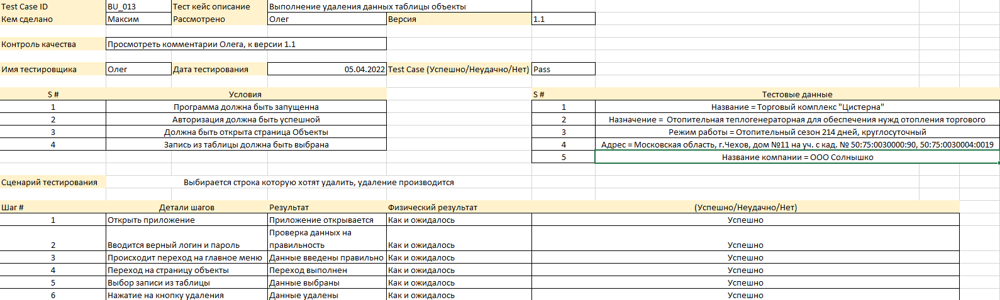 Test Case ID BU_013 Тест кейс описание Выполнение удаления данных таблицы объекты
Кем сделано Максим Рассмотрено Олег Версия 1.1
Контроль качества Просмотреть комментарии Олега, к версии 1.1
Имя тестировщика Олег Дата тестирования 05.04.2022 Test Case (Успешно/Неудачно/Нет) Pass
S # Условия S # Тестовые данные
1 Программа должна быть запущенна 1 Название = Торговый комплекс "Цистерна"
2 Авторизация должна быть успешной 2 Назначение = Отопительная теплогенераторная для обеспечения нужд отопления торгового
3 Должна быть открыта страница Объекты 3 Режим работы = Отопительный сезон 214 дней, круглосуточный
4 Запись из таблицы должна быть выбрана 4 Адрес = Московская область, г.Чехов, дом №11 на уч. с кад. № 50:75:0030000:90, 50:75:0030004:0019
5 Название компании = ООО Солнышко
Сценарий тестирования Выбирается строка которую хотят удалить, удаление производится
Шаг # Детали шагов Результат Физический результат (Успешно/Неудачно/Нет)
1 Открыть приложение Приложение открывается Как и ожидалось Успешно
Проверка данных на
2 Вводится верный логин и пароль правильность Как и ожидалось Успешно
3 Происходит переход на главное меню Данные введены правильно Как и ожидалось Успешно
4 Переход на страницу объекты Переход выполнен Как и ожидалось Успешно
5 Выбор записи из таблицы Данные выбраны Как и ожидалось Успешно
6 Нажатие на кнопку удаления Данные удалены Как и ожидалось Успешно